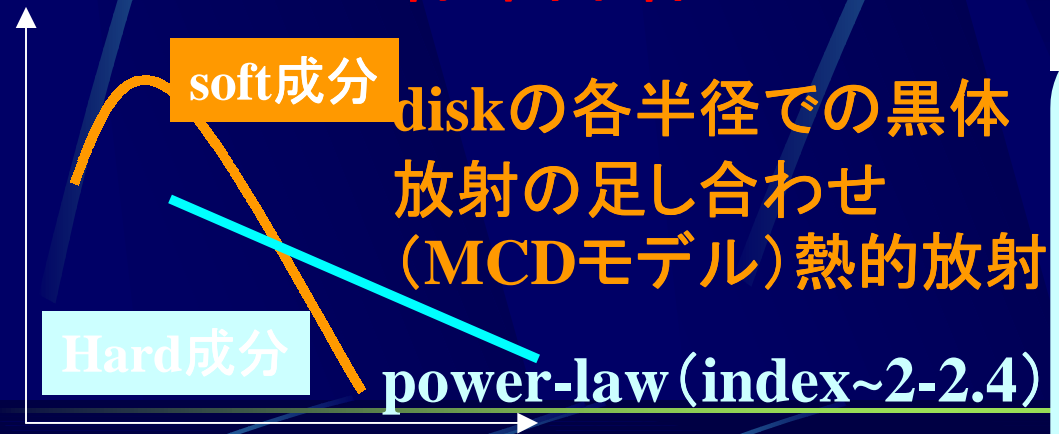 soft成分
diskの各半径での黒体
放射の足し合わせ
（MCDモデル）熱的放射
Hard成分
power-law（index~2-2.4）